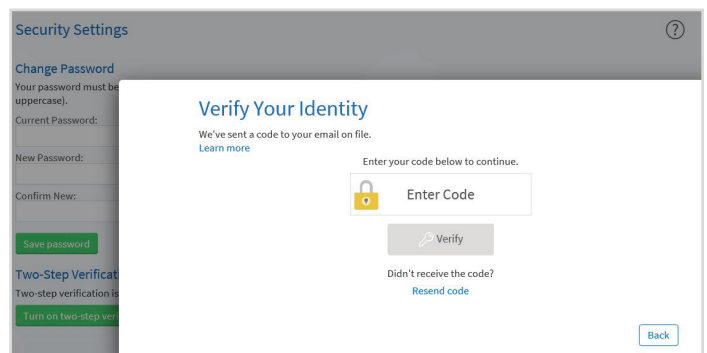 Security Settings
?
Change Password
Your password must be
uppercase).
Current Password:
New Password:
Confirm New:
Save password
Two-Step Verificat
Two-step verification is
Turn on two-step veri
Verify Your Identity
We've sent a code to your email on file.
Learn more
Enter your code below to continue.
Enter Code
Verify
Didn't receive the code?
Resend code
Back